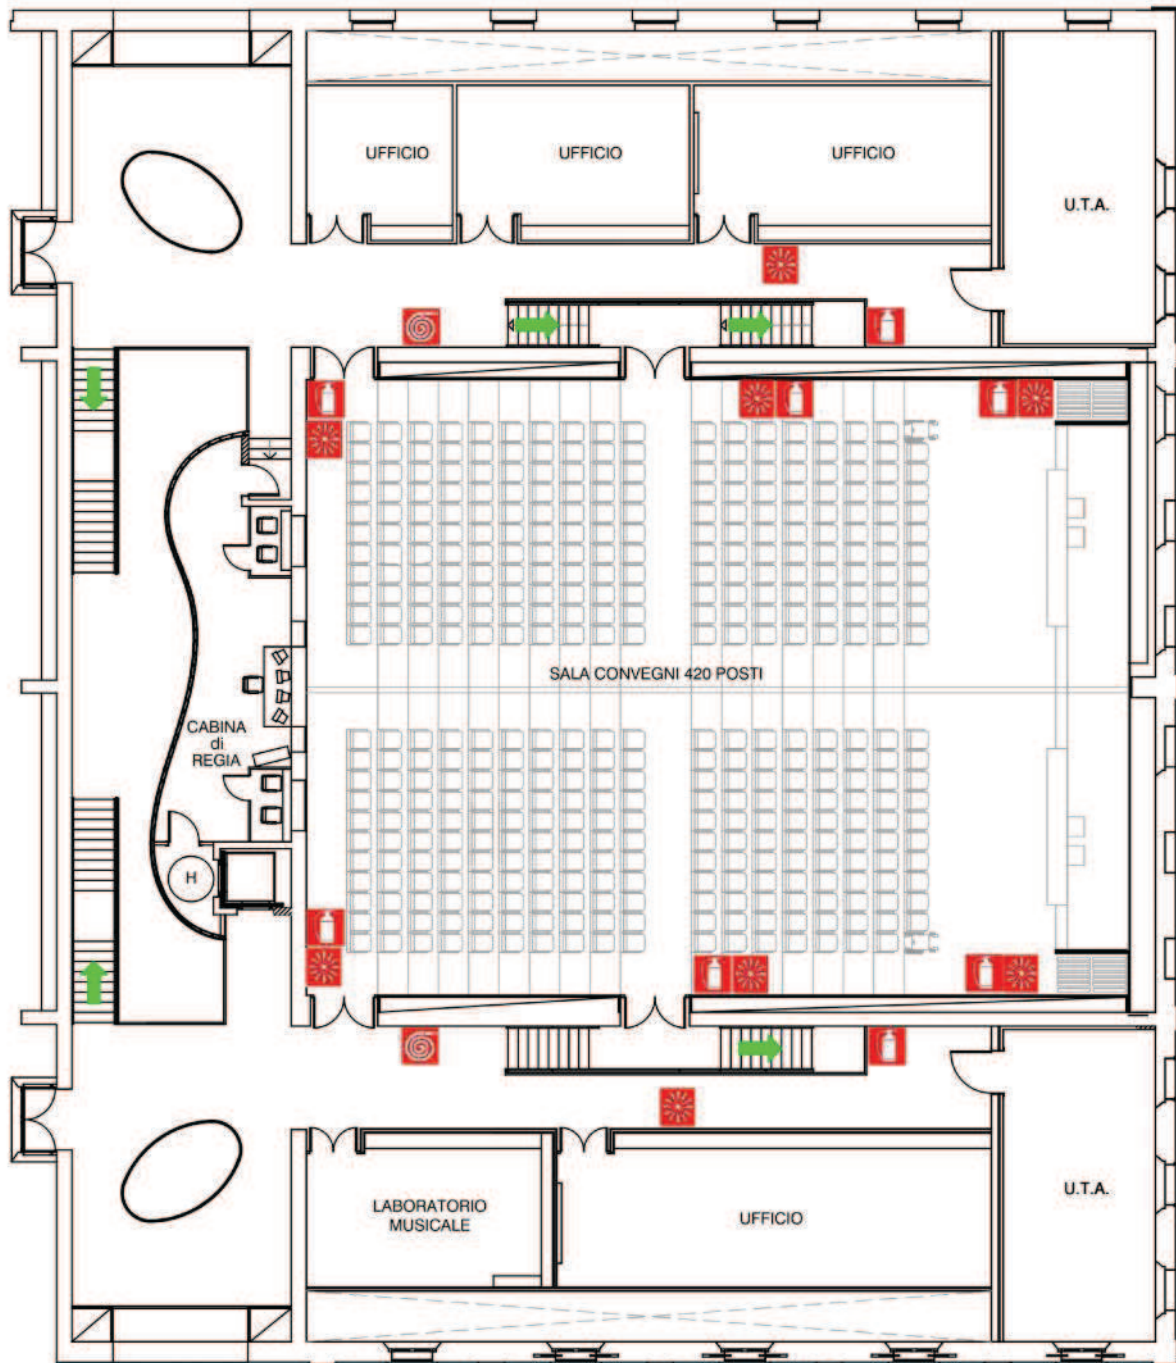 UFFICIO
UFFICIO
UFFICIO
U.T.A.
SALA CONVEGNI 420 POSTI
CABINA
di
REGIA
H
LABORATORIO
MUSICALE
UFFICIO
U.T.A.